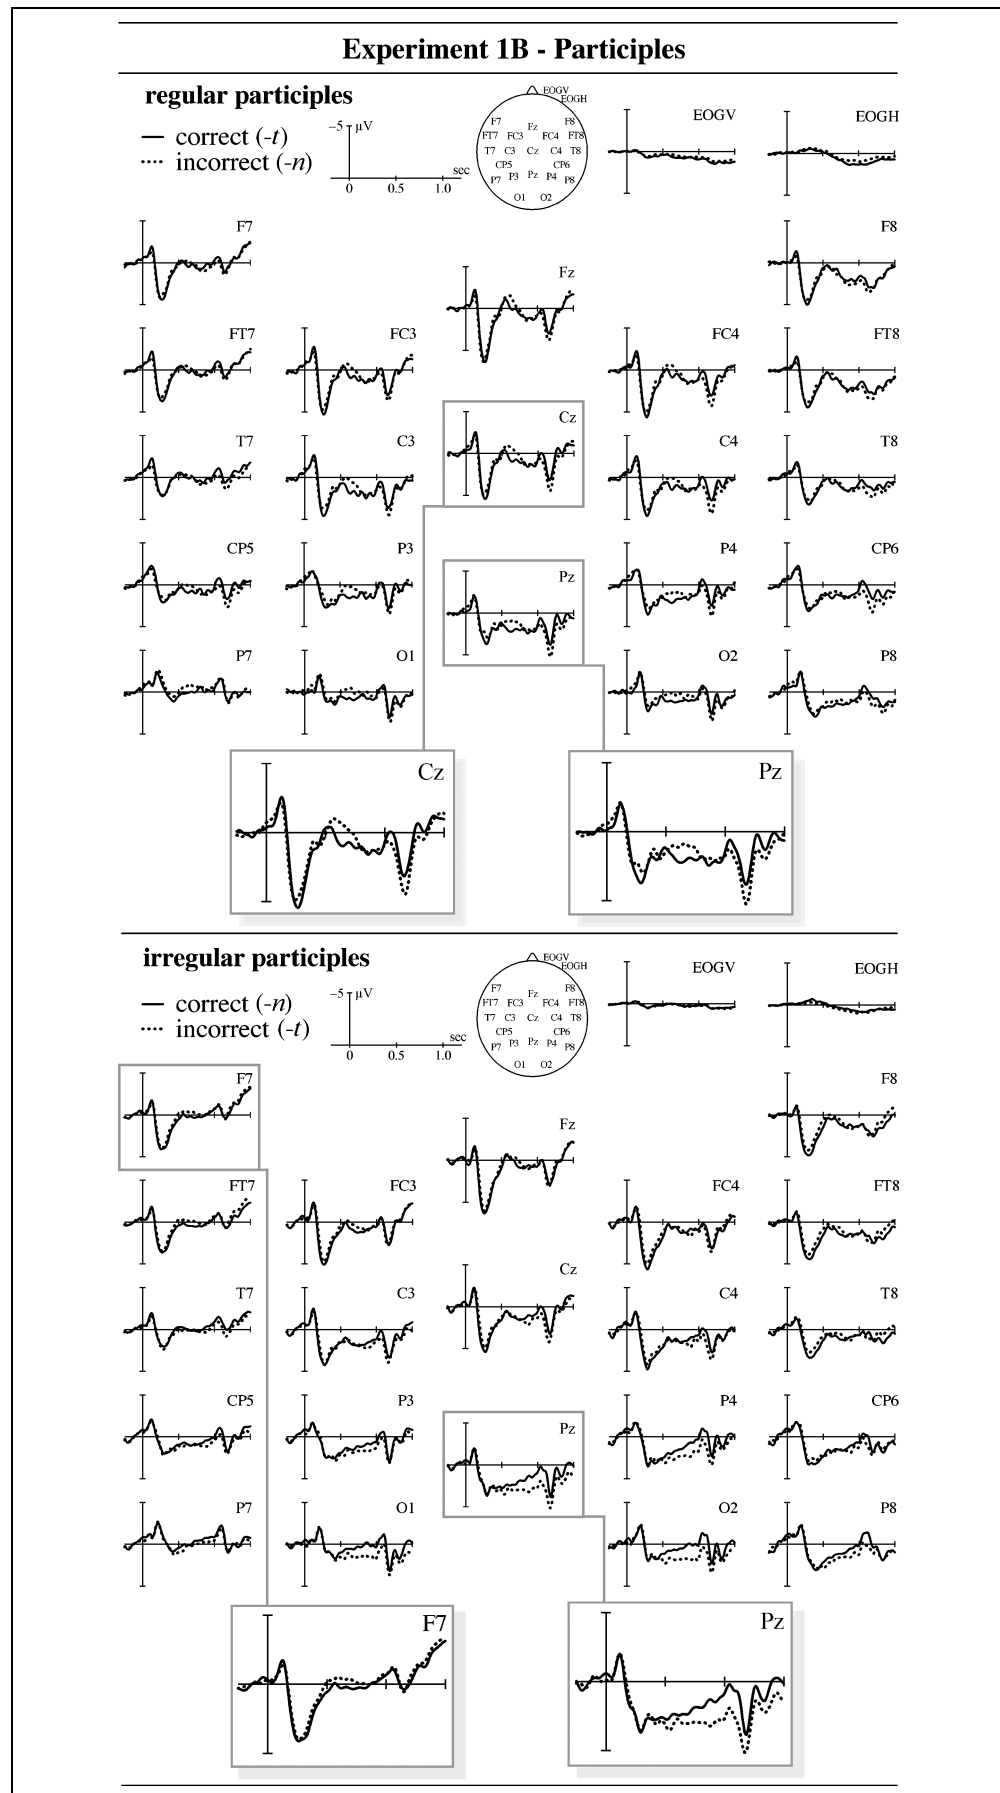 Experiment 1B - Participles
regular participles
correct (-t)
incorrect (-n)
−5 µV
sec
0 0.5 1.0
EOGV
EOGH
F7 Fz F8
FT7 FC3 FC4 FT8
T7 C3 Cz C4 T8
CP5 CP6
P7 P3 Pz P4 P8
O1 O2
EOGV
EOGH
F7 F8
Fz
FT7 FC3 FC4 FT8
Cz
T7 C3 C4 T8
CP5 P3 P4 CP6
Pz
P7 O1 O2 P8
Cz Pz
irregular participles
correct (-n)
incorrect (-t)
−5 µV
sec
0 0.5 1.0
EOGV
EOGH
F7 Fz F8
FT7 FC3 FC4 FT8
T7 C3 Cz C4 T8
CP5 CP6
P7 P3 Pz P4 P8
O1 O2
EOGV EOGH
F7 F8
Fz
FT7 FC3 FC4 FT8
Cz
T7 C3 C4 T8
CP5 P3 P4 CP6
Pz
P7 O1 O2 P8
F7 Pz